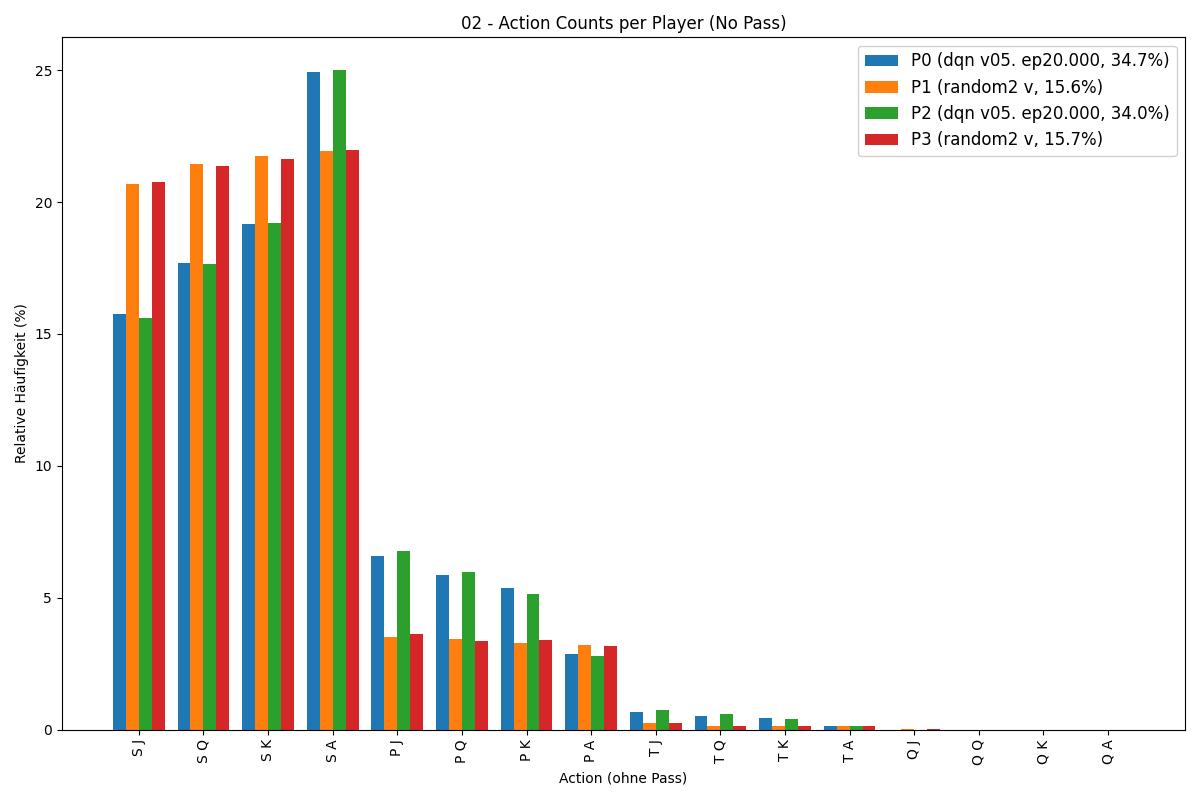 02 - Action Counts per Player (No Pass)
P0 (dqn v05. ep20.000, 34.7%)
P1 (random2 v, 15.6%)
P2 (dqn v05. ep20.000, 34.0%)
P3 (random2 v, 15.7%)
Relative Häufigkeit (%)
25
20
15
10
5
0
S J
S Q
S K
S A
P J
P Q
P K
P A
T J
T Q
T K
T A
Q J
Q Q
Q K
Q A
Action (ohne Pass)